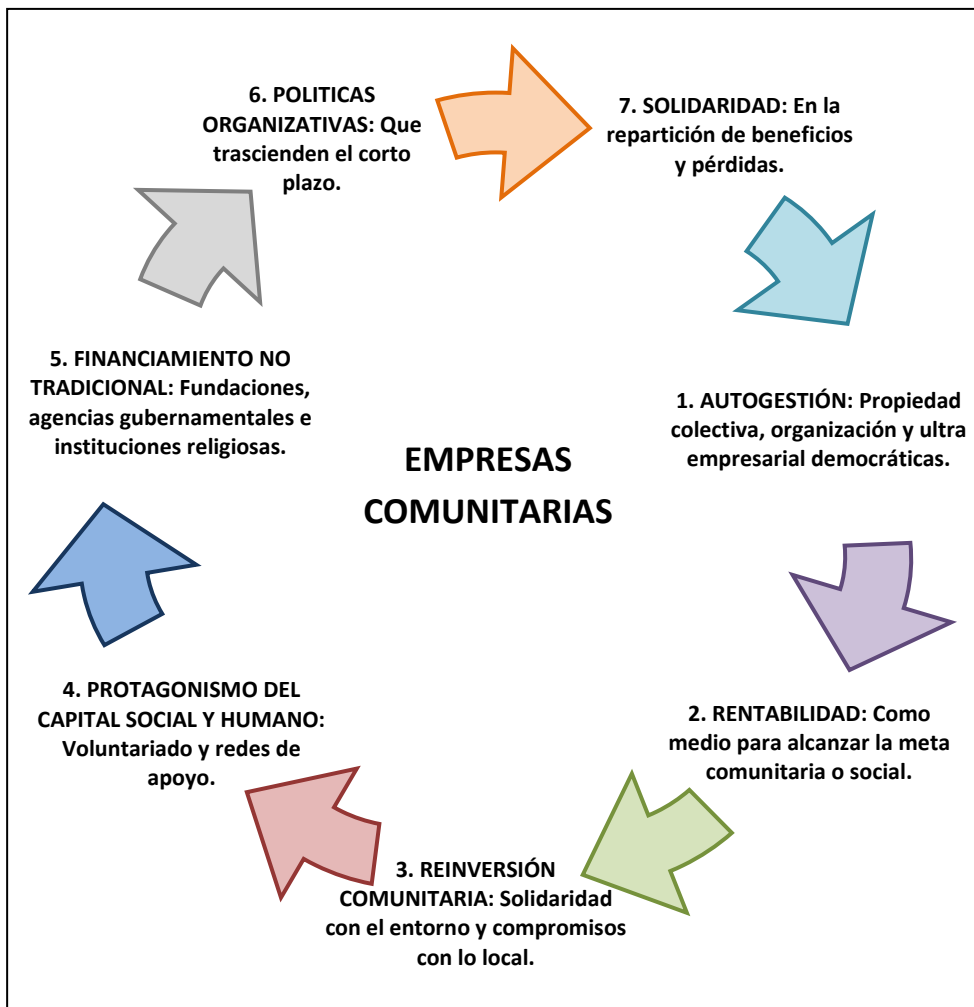 6. POLITICAS
ORGANIZATIVAS: Que
trascienden el corto
plazo.
7. SOLIDARIDAD: En la
repartición de beneficios
y pérdidas.
5. FINANCIAMIENTO NO
TRADICIONAL: Fundaciones,
agencias gubernamentales e
instituciones religiosas.
1. AUTOGESTIÓN: Propiedad
colectiva, organización y ultra
empresarial democráticas.
EMPRESAS
COMUNITARIAS
4. PROTAGONISMO DEL
CAPITAL SOCIAL Y HUMANO:
Voluntariado y redes de
apoyo.
2. RENTABILIDAD: Como
medio para alcanzar la meta
comunitaria o social.
3. REINVERSIÓN
COMUNITARIA: Solidaridad
con el entorno y compromisos
con lo local.